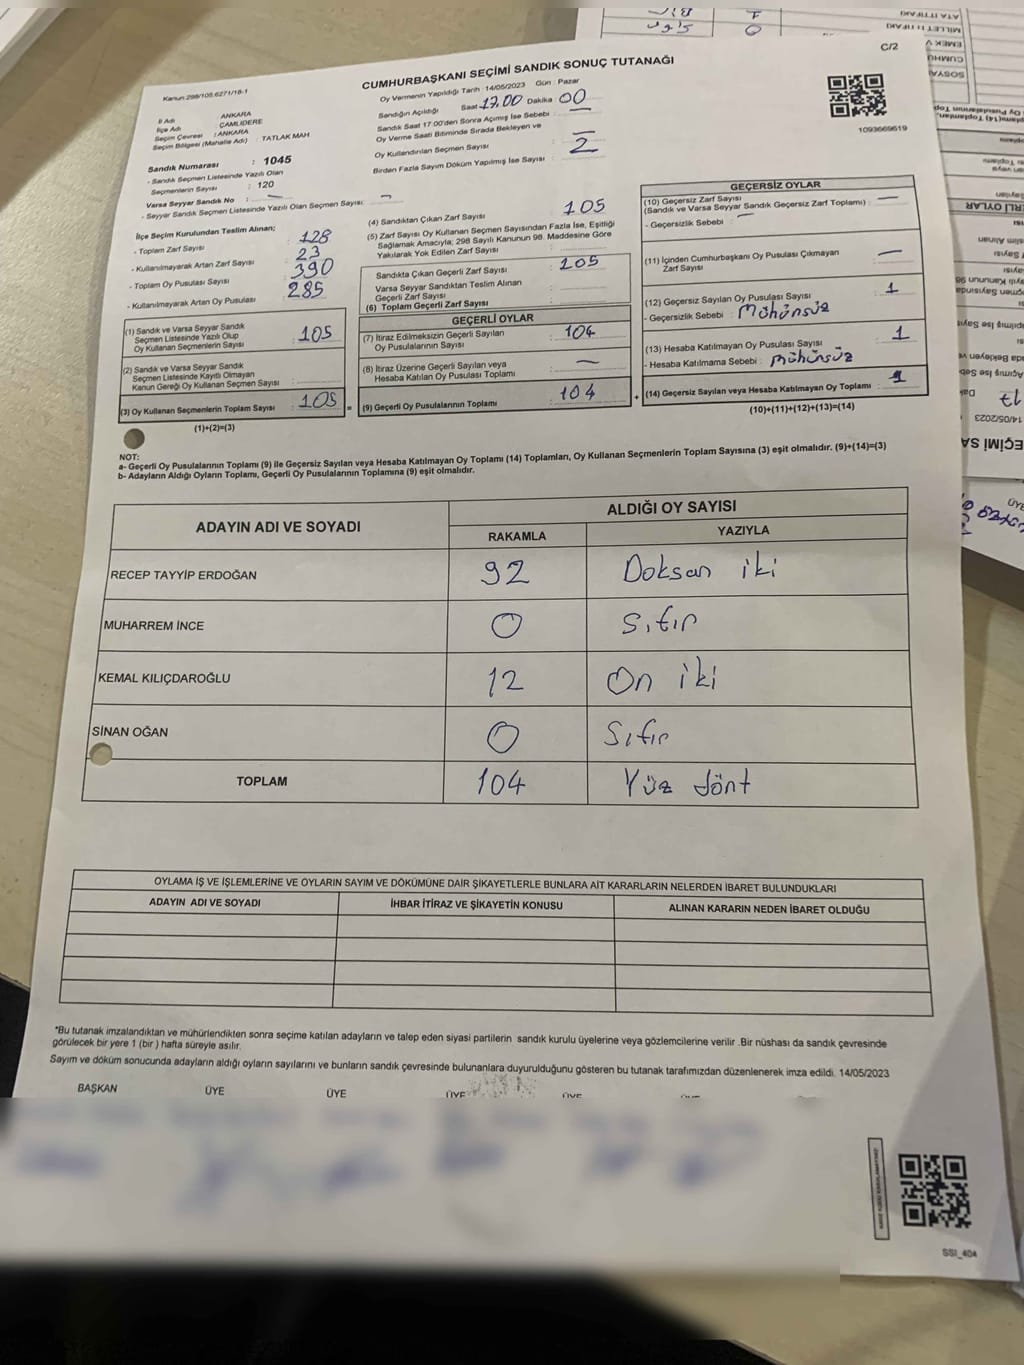 C/2
CUMHURBAŞKANI SEÇİMİ SANDIK SONUÇ TUTANAĞI
Kanun:298/105,6271/18-1
Oy Vermenin Yapıldığı Tarih :14/05/2023 Gün : Pazar
Sandığın Açıldığı Saat 17.00 Dakika 00
Sandık Saat 17:00'den Sonra Açımış İse Sebebi : —
Oy Verme Saati Bitiminde Sırada Bekleyen ve
Oy Kullandırılan Seçmen Sayısı : —
Birden Fazla Sayım Döküm Yapılmış İse Sayısı : 2
1093669619
İl Adı : ANKARA
İlçe Adı : ÇAMLIDERE
Seçim Çevresi : ANKARA
Seçim Bölgesi (Mahalle Adı) : TATLAK MAH
Sandık Numarası : 1045
- Sandık Seçmen Listesinde Yazılı Olan
Seçmenlerin Sayısı : 120
Varsa Seyyar Sandık No : —
- Seyyar Sandık Seçmen Listesinde Yazılı Olan Seçmen Sayısı:
İlçe Seçim Kurulundan Teslim Alınan;
- Toplam Zarf Sayısı : 128
- Kullanılmayarak Artan Zarf Sayısı : 23
- Toplam Oy Pusulası Sayısı : 390
- Kullanılmayarak Artan Oy Pusulası : 285
(1) Sandık ve Varsa Seyyar Sandık
Seçmen Listesinde Yazılı Olup
Oy Kullanan Seçmenlerin Sayısı : 105
(2) Sandık ve Varsa Seyyar Sandık
Seçmen Listesinde Kayıtlı Olmayan
Kanun Gereği Oy Kullanan Seçmen Sayısı :
(3) Oy Kullanan Seçmenlerin Toplam Sayısı : 105 =
(1)+(2)=(3)
(4) Sandıktan Çıkan Zarf Sayısı : 105
(5) Zarf Sayısı Oy Kullanan Seçmen Sayısından Fazla İse, Eşitliği
Sağlamak Amacıyla; 298 Sayılı Kanunun 98. Maddesine Göre
Yakılarak Yok Edilen Zarf Sayısı :
Sandıkta Çıkan Geçerli Zarf Sayısı : 105
Varsa Seyyar Sandıktan Teslim Alınan
Geçerli Zarf Sayısı :
(6) Toplam Geçerli Zarf Sayısı :
GEÇERLİ OYLAR
(7) İtiraz Edilmeksizin Geçerli Sayılan
Oy Pusulalarının Sayısı : 104
(8) İtiraz Üzerine Geçerli Sayılan veya
Hesaba Katılan Oy Pusulası Toplamı : —
(9) Geçerli Oy Pusulalarının Toplamı : 104 +
GEÇERSİZ OYLAR
(10) Geçersiz Zarf Sayısı
(Sandık ve Varsa Seyyar Sandık Geçersiz Zarf Toplamı) : —
- Geçersizlik Sebebi : —
(11) İçinden Cumhurbaşkanı Oy Pusulası Çıkmayan
Zarf Sayısı : —
(12) Geçersiz Sayılan Oy Pusulası Sayısı : 1
- Geçersizlik Sebebi : Mühürsüz
(13) Hesaba Katılmayan Oy Pusulası Sayısı : 1
- Hesaba Katılmama Sebebi : mühürsüz
(14) Geçersiz Sayılan veya Hesaba Katılmayan Oy Toplamı :
(10)+(11)+(12)+(13)=(14)
NOT:
a- Geçerli Oy Pusulalarının Toplamı (9) ile Geçersiz Sayılan veya Hesaba Katılmayan Oy Toplamı (14) Toplamları, Oy Kullanan Seçmenlerin Toplam Sayısına (3) eşit olmalıdır. (9)+(14)=(3)
b- Adayların Aldığı Oyların Toplamı, Geçerli Oy Pusulalarının Toplamına (9) eşit olmalıdır.
ADAYIN ADI VE SOYADI ALDIĞI OY SAYISI
RAKAMLA YAZIYLA
RECEP TAYYİP ERDOĞAN 92 Doksan iki
MUHARREM İNCE 0 Sıfır
KEMAL KILIÇDAROĞLU 12 On iki
SİNAN OĞAN 0 Sıfır
TOPLAM 104 Yüz dört
OYLAMA İŞ VE İŞLEMLERİNE VE OYLARIN SAYIM VE DÖKÜMÜNE DAİR ŞİKAYETLERLE BUNLARA AİT KARARLARIN NELERDEN İBARET BULUNDUKLARI
ADAYIN ADI VE SOYADI İHBAR İTİRAZ VE ŞİKAYETİN KONUSU ALINAN KARARIN NEDEN İBARET OLDUĞU
*Bu tutanak imzalandıktan ve mühürlendikten sonra seçime katılan adayların ve talep eden siyasi partilerin sandık kurulu üyelerine veya gözlemcilerine verilir .Bir nüshası da sandık çevresinde
görülecek bir yere 1 (bir ) hafta süreyle asılır.
Sayım ve döküm sonucunda adayların aldığı oyların sayılarını ve bunların sandık çevresinde bulunanlara duyurulduğunu gösteren bu tutanak tarafımızdan düzenlenerek imza edildi. 14/05/2023
BAŞKAN ÜYE ÜYE ÜYE ÜYE
SSI_404